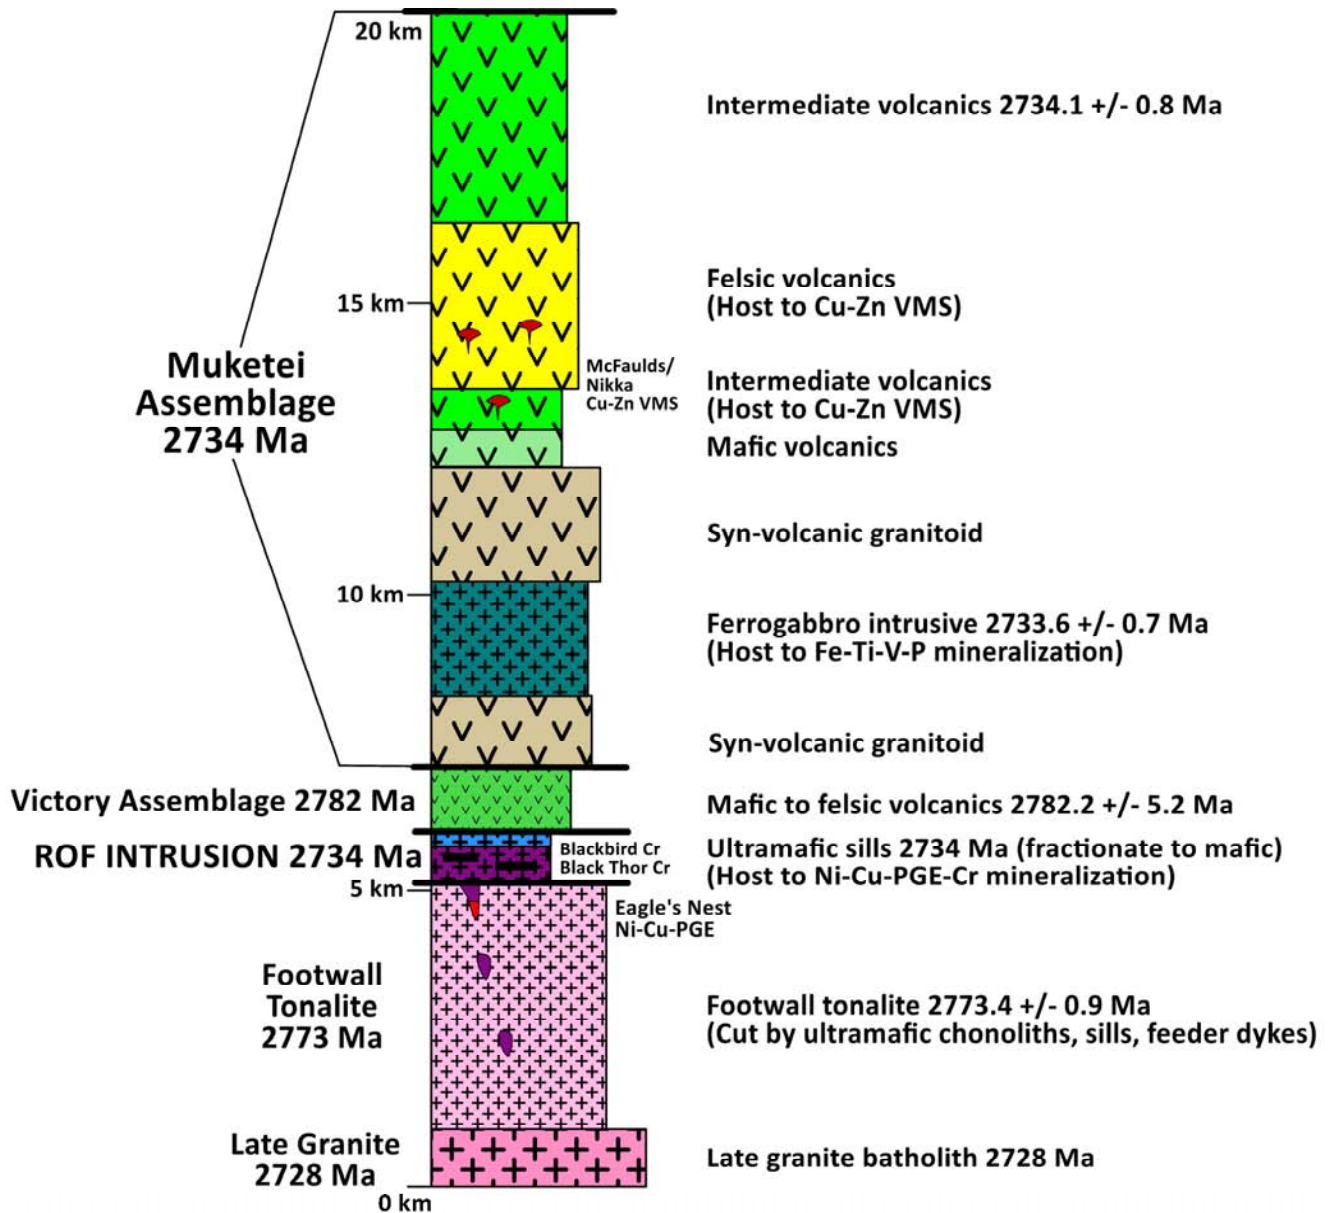 20 km
Intermediate volcanics 2734.1 +/- 0.8 Ma
Felsic volcanics
(Host to Cu-Zn VMS)
15 km
Muketei
Assemblage
2734 Ma
McFaulds/
Nikka
Cu-Zn VMS
Intermediate volcanics
(Host to Cu-Zn VMS)
Mafic volcanics
Syn-volcanic granitoid
10 km
Ferrogabbro intrusive 2733.6 +/- 0.7 Ma
(Host to Fe-Ti-V-P mineralization)
Syn-volcanic granitoid
Victory Assemblage 2782 Ma
Mafic to felsic volcanics 2782.2 +/- 5.2 Ma
ROF INTRUSION 2734 Ma
Blackbird Cr
Black Thor Cr
Ultramafic sills 2734 Ma (fractionate to mafic)
(Host to Ni-Cu-PGE-Cr mineralization)
5 km
Eagle's Nest
Ni-Cu-PGE
Footwall
Tonalite
2773 Ma
Footwall tonalite 2773.4 +/- 0.9 Ma
(Cut by ultramafic chonoliths, sills, feeder dykes)
Late Granite
2728 Ma
Late granite batholith 2728 Ma
0 km